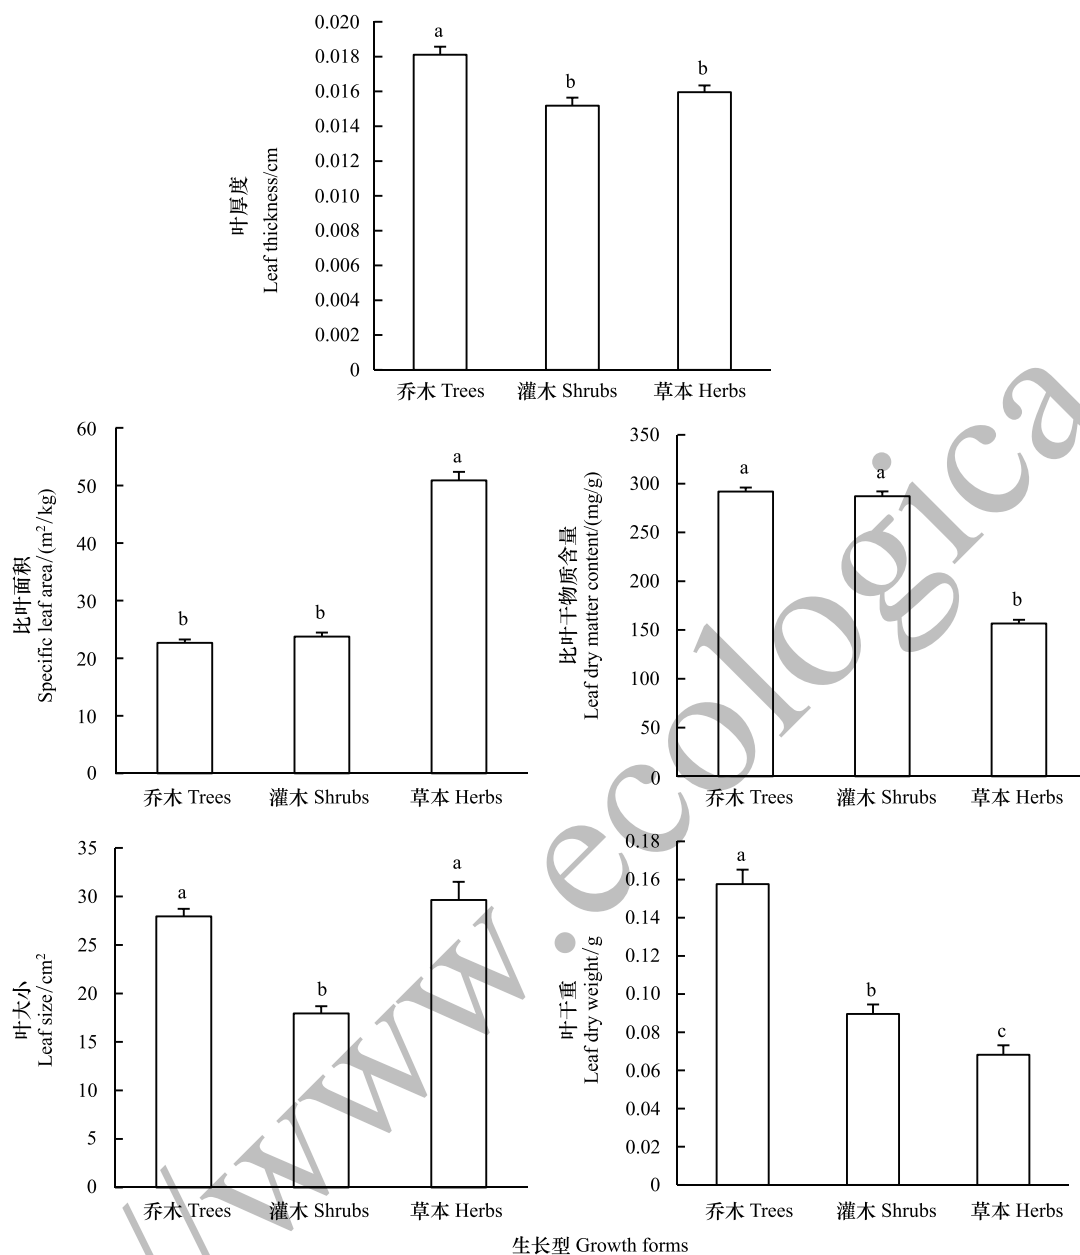 0.020
0.018
0.016
0.014
0.012
0.010
0.008
0.006
0.004
0.002
0
叶厚度
Leaf thickness/cm
a
b
b
乔木 Trees
灌木 Shrubs
草本 Herbs
60
50
40
30
20
10
0
比叶面积
Specific leaf area/(m²/kg)
b
b
a
乔木 Trees
灌木 Shrubs
草本 Herbs
350
300
250
200
150
100
50
0
比叶干物质含量
Leaf dry matter content/(mg/g)
a
a
b
乔木 Trees
灌木 Shrubs
草本 Herbs
35
30
25
20
15
10
5
0
叶大小
Leaf size/cm²
a
b
a
乔木 Trees
灌木 Shrubs
草本 Herbs
0.18
0.16
0.14
0.12
0.10
0.08
0.06
0.04
0.02
0
叶干重
Leaf dry weight/g
a
b
c
乔木 Trees
灌木 Shrubs
草本 Herbs
生长型 Growth forms
//www.ecologica